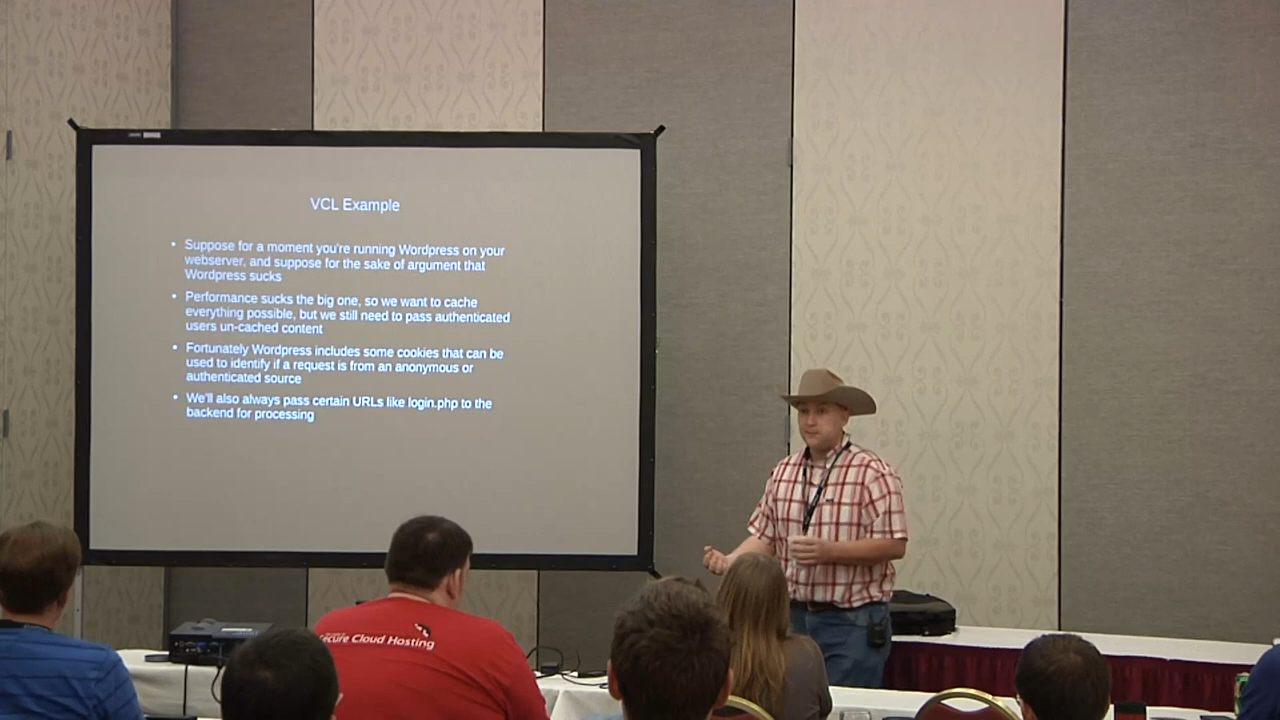 VCL Example
• Suppose for a moment you're running Wordpress on your
webserver, and suppose for the sake of argument that
Wordpress sucks
• Performance sucks the big one, so we want to cache
everything possible, but we still need to pass authenticated
users un-cached content
• Fortunately Wordpress includes some cookies that can be
used to identify if a request is from an anonymous or
authenticated source
• We'll also always pass certain URLs like login.php to the
backend for processing
Secure Cloud Hosting